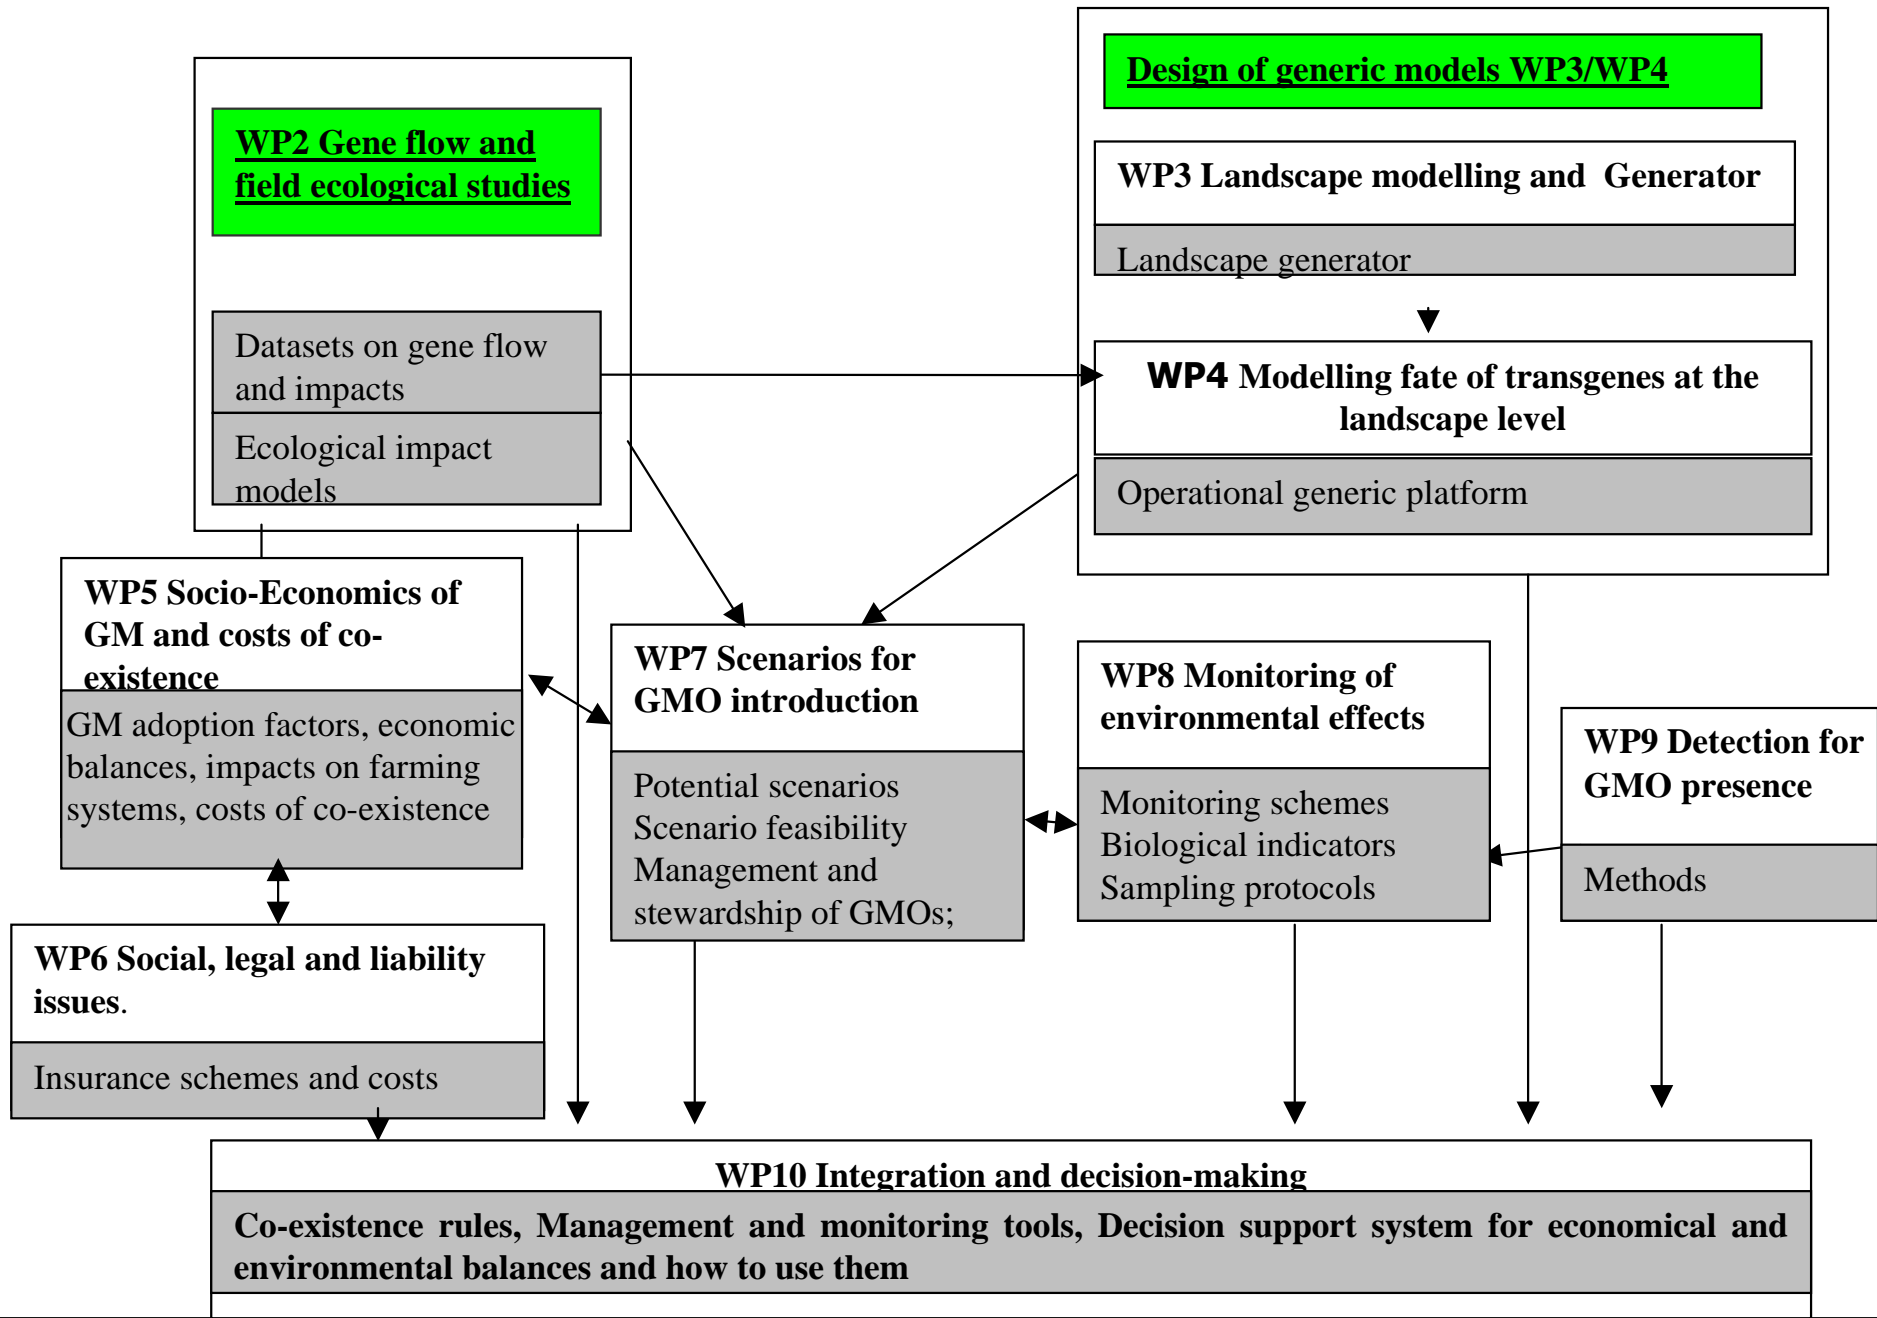 WP2 Gene flow and
field ecological studies
Datasets on gene flow
and impacts
Ecological impact
models
Design of generic models WP3/WP4
WP3 Landscape modelling and Generator
Landscape generator
WP4 Modelling fate of transgenes at the
landscape level
Operational generic platform
WP5 Socio-Economics of
GM and costs of co-
existence
GM adoption factors, economic
balances, impacts on farming
systems, costs of co-existence
WP6 Social, legal and liability
issues.
Insurance schemes and costs
WP7 Scenarios for
GMO introduction
Potential scenarios
Scenario feasibility
Management and
stewardship of GMOs;
WP8 Monitoring of
environmental effects
Monitoring schemes
Biological indicators
Sampling protocols
WP9 Detection for
GMO presence
Methods
WP10 Integration and decision-making
Co-existence rules, Management and monitoring tools, Decision support system for economical and
environmental balances and how to use them